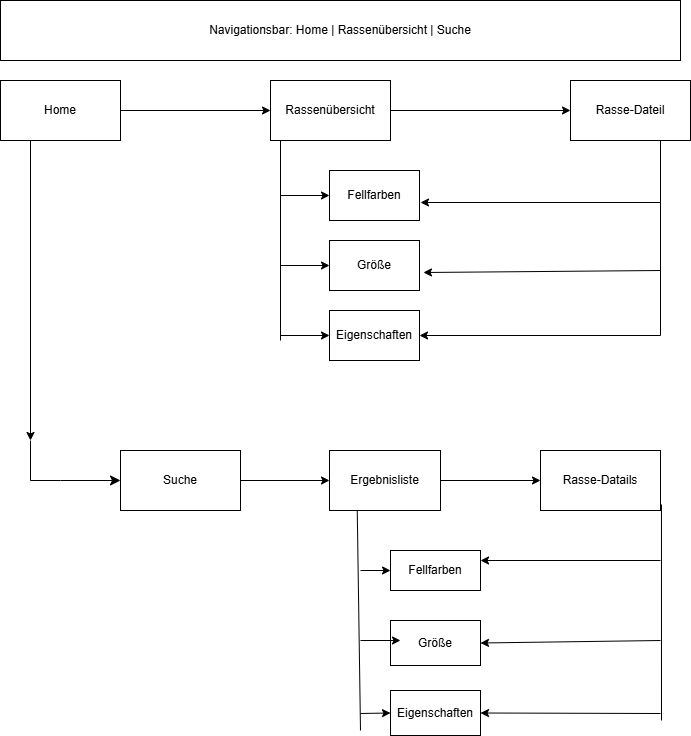 Navigationsbar: Home | Rassenübersicht | Suche
Home
Rassenübersicht
Rasse-Dateil
Fellfarben
Größe
Eigenschaften
Suche
Ergebnisliste
Rasse-Datails
Fellfarben
Größe
Eigenschaften